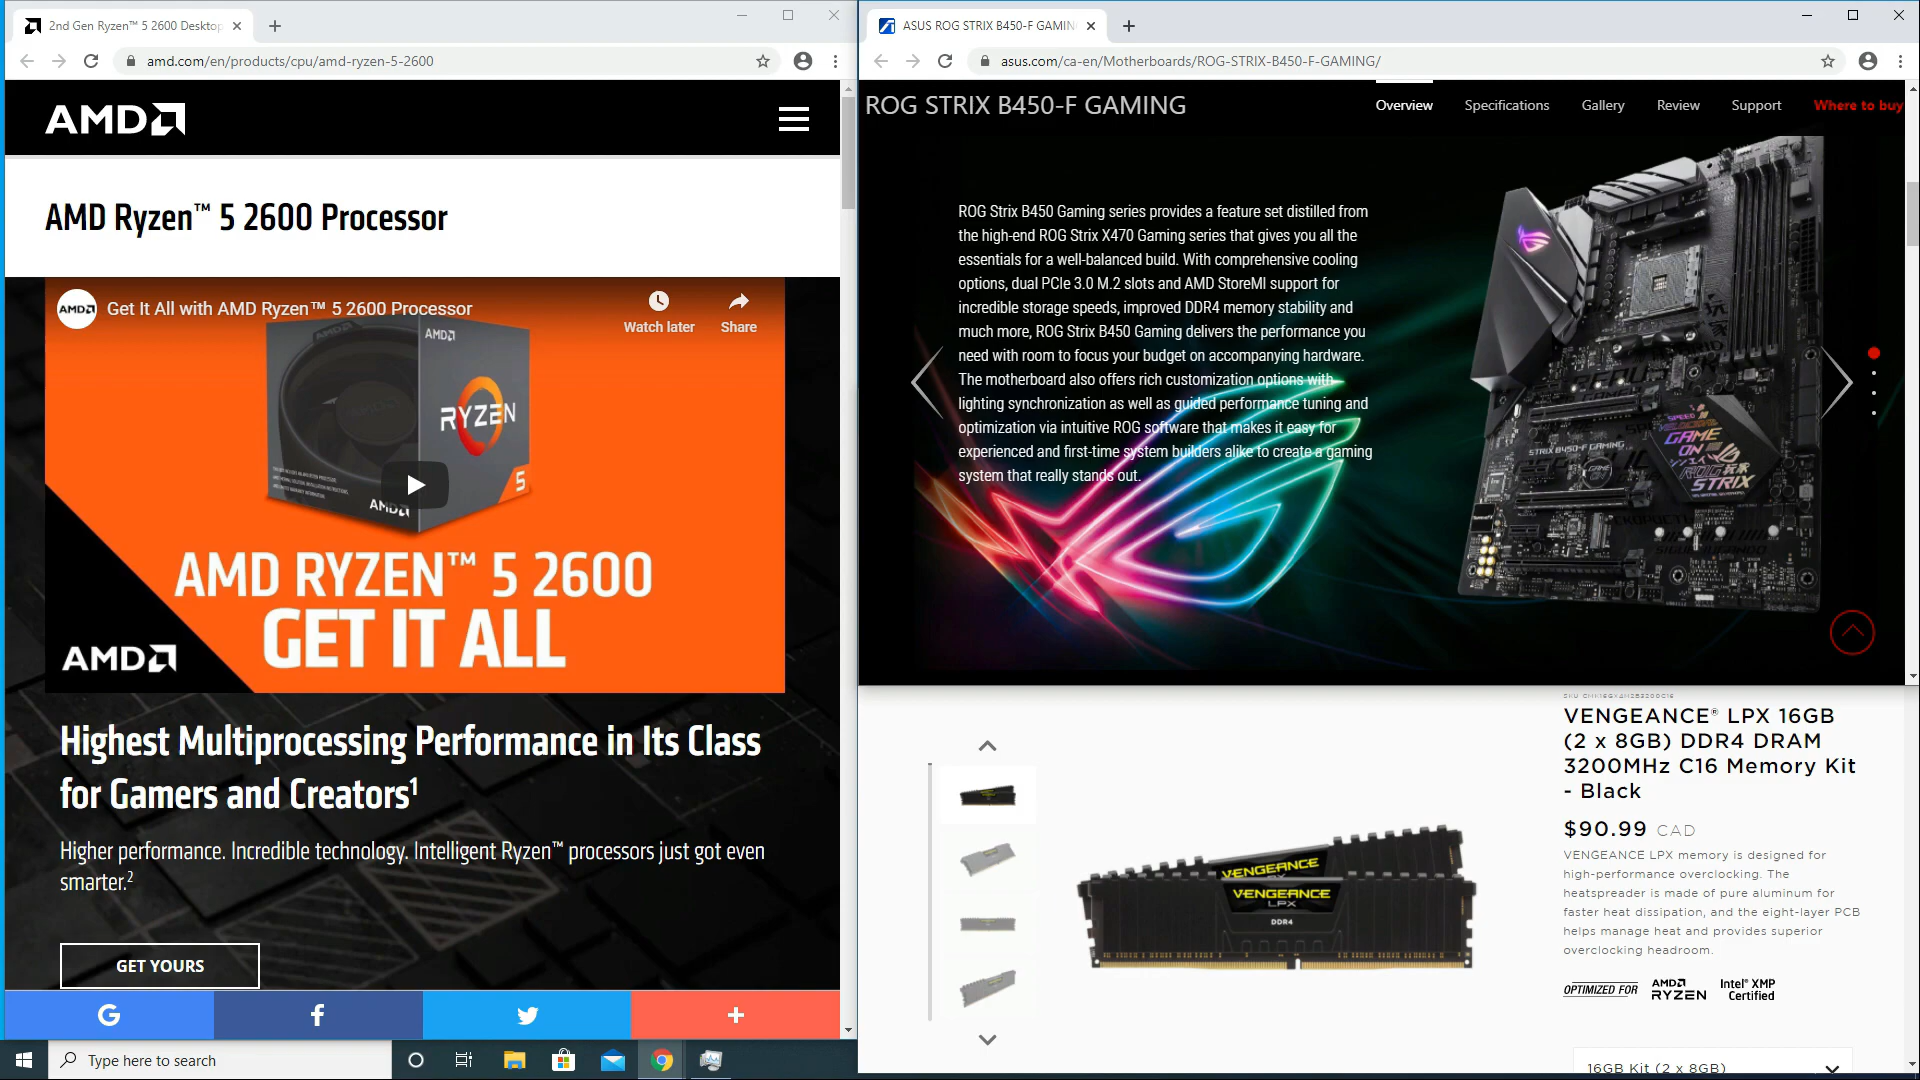 2nd Gen Ryzen™ 5 2600 Desktop
amd.com/en/products/cpu/amd-ryzen-5-2600
AMD
AMD Ryzen™ 5 2600 Processor
AMD
Get It All with AMD Ryzen™ 5 2600 Processor
Watch later
Share
AMD
RYZEN
5
AMD
AMD RYZEN™ 5 2600
GET IT ALL
AMD
Highest Multiprocessing Performance in Its Class
for Gamers and Creators¹
Higher performance. Incredible technology. Intelligent Ryzen™ processors just got even
smarter.²
GET YOURS
G
f
+
Type here to search
ASUS ROG STRIX B450-F GAMIN
asus.com/ca-en/Motherboards/ROG-STRIX-B450-F-GAMING/
ROG STRIX B450-F GAMING
Overview
Specifications
Gallery
Review
Support
Where to buy
ROG Strix B450 Gaming series provides a feature set distilled from
the high-end ROG Strix X470 Gaming series that gives you all the
essentials for a well-balanced build. With comprehensive cooling
options, dual PCIe 3.0 M.2 slots and AMD StoreMI support for
incredible storage speeds, improved DDR4 memory stability and
much more, ROG Strix B450 Gaming delivers the performance you
need with room to focus your budget on accompanying hardware.
The motherboard also offers rich customization options with
lighting synchronization as well as guided performance tuning and
optimization via intuitive ROG software that makes it easy for
experienced and first-time system builders alike to create a gaming
system that really stands out.
STRIX B450-F GAMING
GAME
ON
ROG
STRIX
VENGEANCE® LPX 16GB
(2 x 8GB) DDR4 DRAM
3200MHz C16 Memory Kit
- Black
$90.99 CAD
VENGEANCE LPX memory is designed for
high-performance overclocking. The
heatspreader is made of pure aluminum for
faster heat dissipation, and the eight-layer PCB
helps manage heat and provides superior
overclocking headroom.
OPTIMIZED FOR
AMD
RYZEN
Intel® XMP
Certified
VENGEANCE
VENGEANCE
LPX
DDR4
16GB Kit (2 x 8GB)